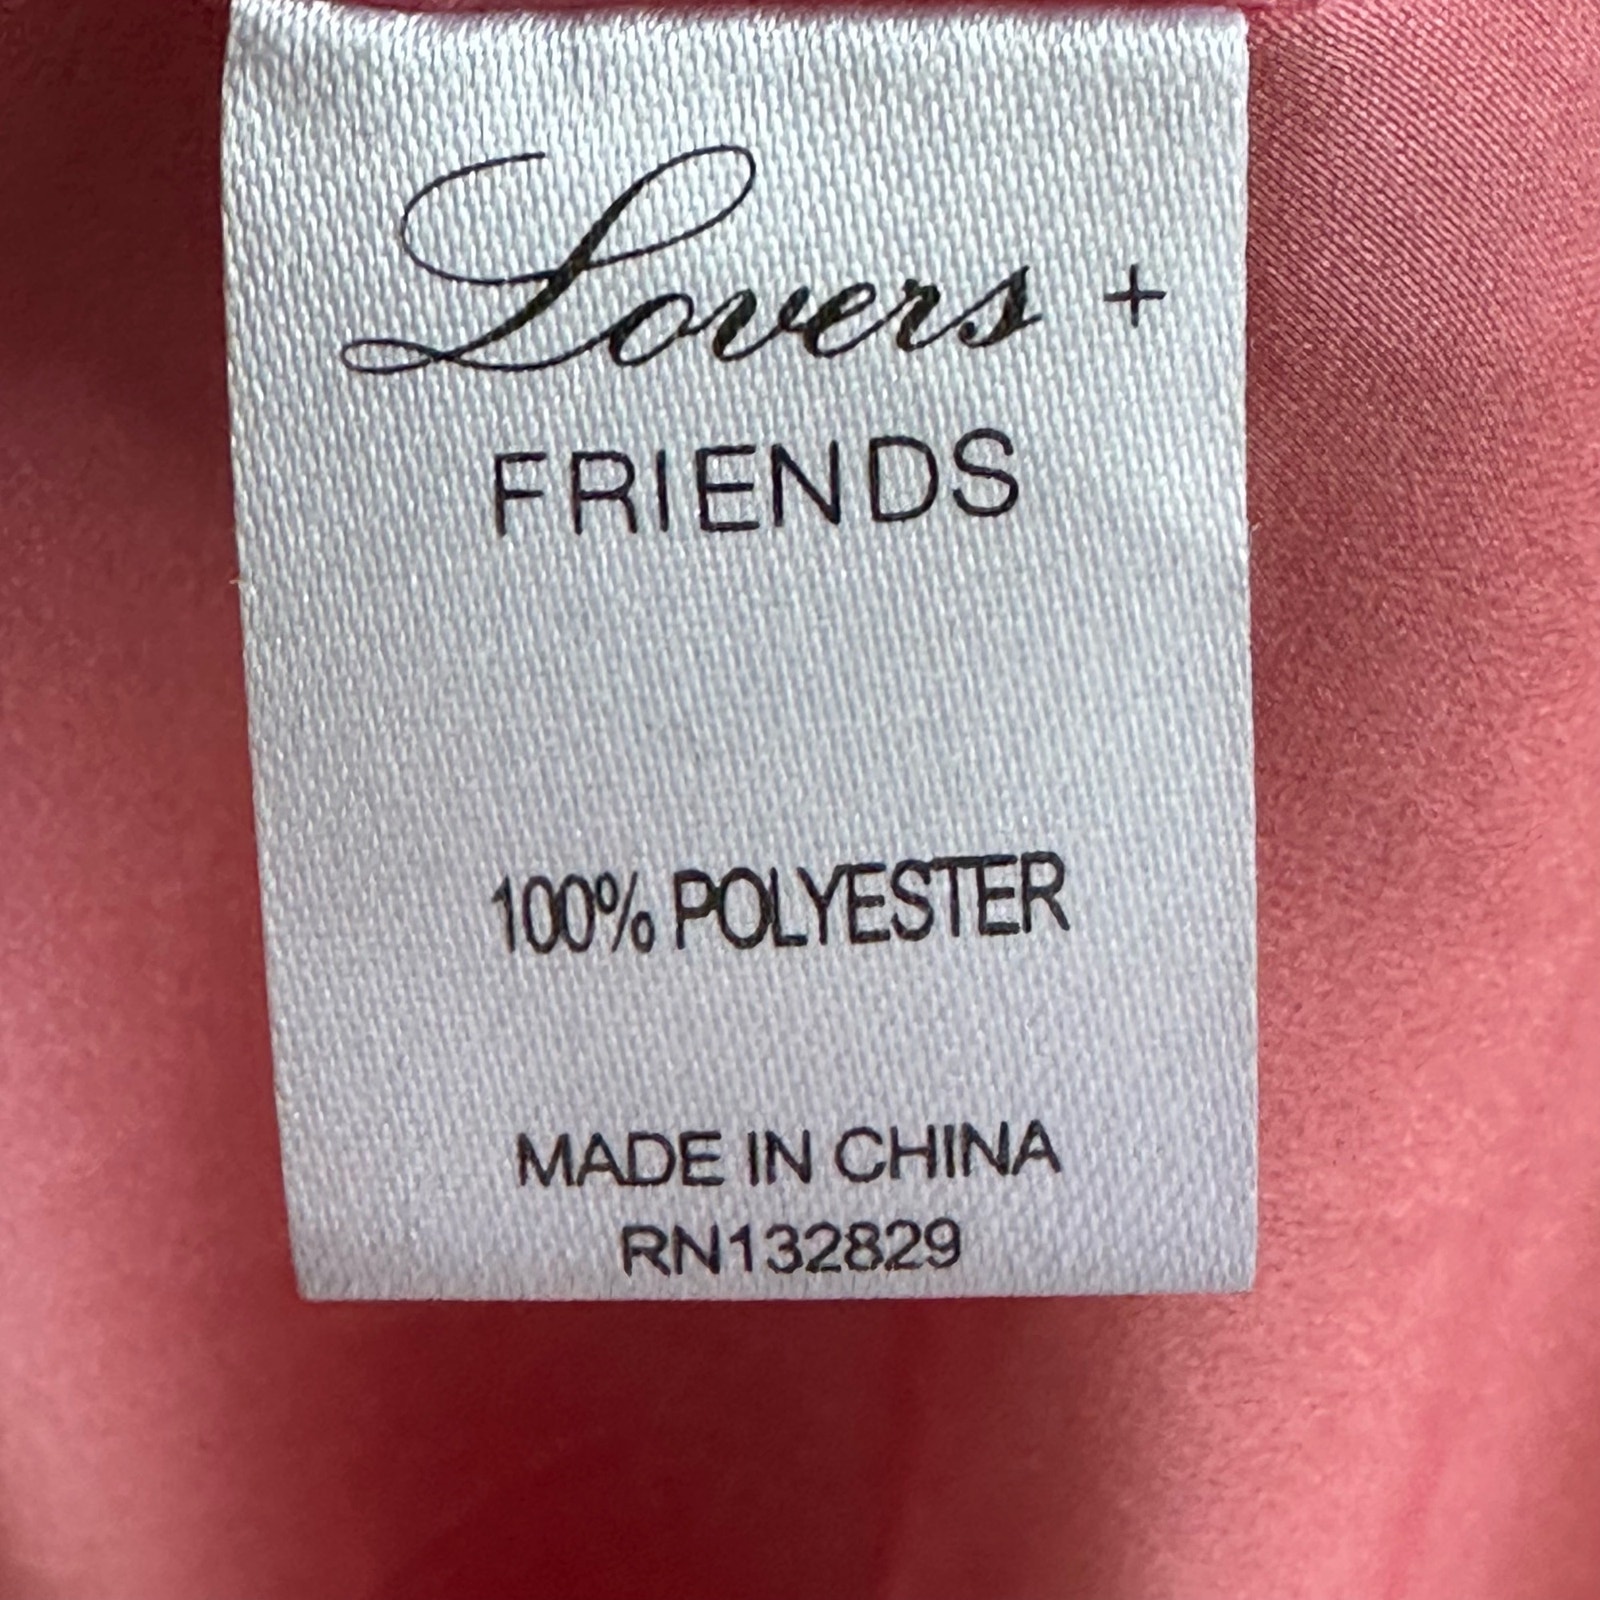 Lovers +
FRIENDS
100% POLYESTER
MADE IN CHINA
RN132829